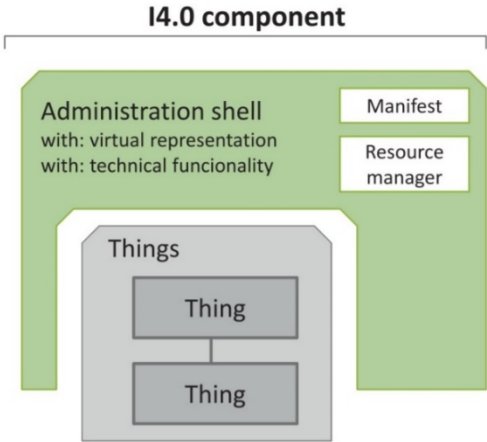 I4.0 component
Administration shell
with: virtual representation
with: technical funcionality
Manifest
Resource
manager
Things
Thing
Thing